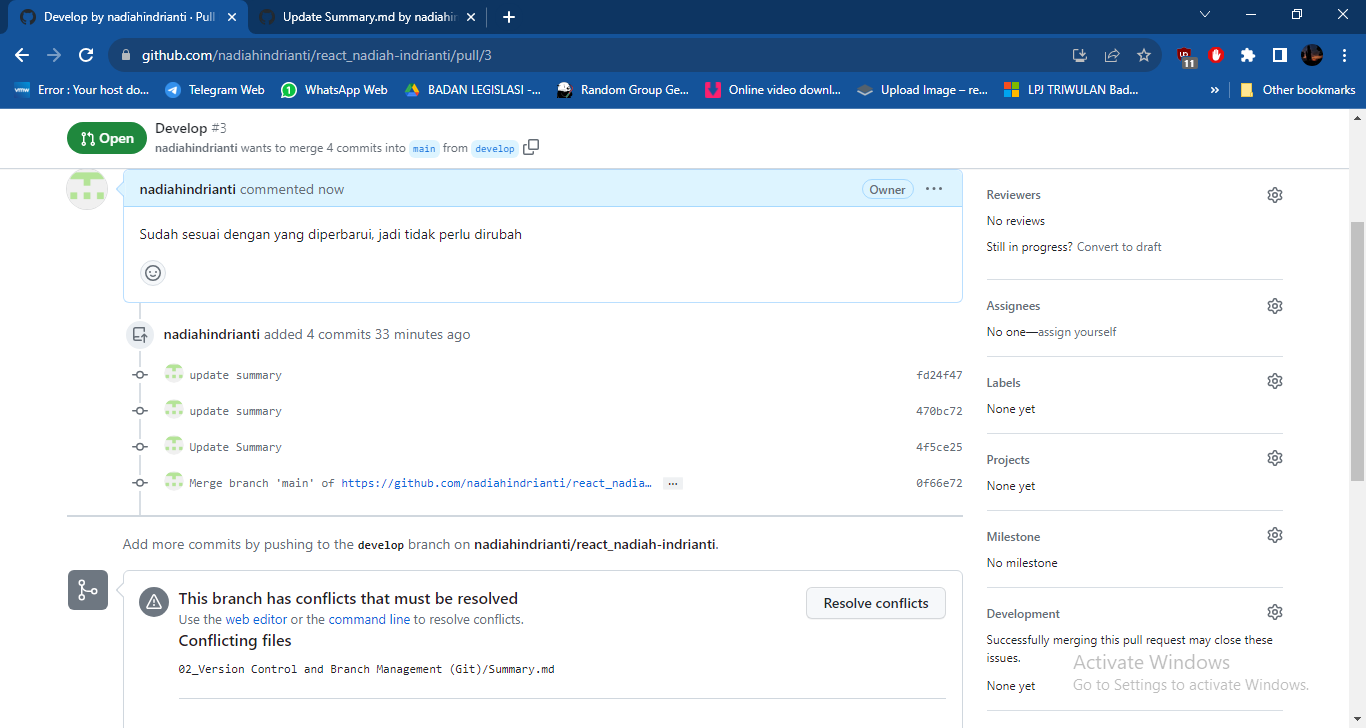 Develop by nadiahindrianti · Pull
Update Summary.md by nadiahin
github.com/nadiahindrianti/react_nadiah-indrianti/pull/3
11
vmw Error : Your host do...
Telegram Web
1 WhatsApp Web
BADAN LEGISLASI -...
Random Group Ge...
Online video downl...
Upload Image – re...
LPJ TRIWULAN Bad...
»
Other bookmarks
Open
Develop #3
nadiahindrianti wants to merge 4 commits into main from develop
nadiahindrianti commented now
Owner
Sudah sesuai dengan yang diperbarui, jadi tidak perlu dirubah
nadiahindrianti added 4 commits 33 minutes ago
update summary fd24f47
update summary 470bc72
Update Summary 4f5ce25
Merge branch 'main' of https://github.com/nadiahindrianti/react_nadia… ... 0f66e72
Add more commits by pushing to the develop branch on nadiahindrianti/react_nadiah-indrianti.
This branch has conflicts that must be resolved
Use the web editor or the command line to resolve conflicts.
Resolve conflicts
Conflicting files
02_Version Control and Branch Management (Git)/Summary.md
Reviewers
No reviews
Still in progress? Convert to draft
Assignees
No one—assign yourself
Labels
None yet
Projects
None yet
Milestone
No milestone
Development
Successfully merging this pull request may close these
issues.
None yet
Activate Windows
Go to Settings to activate Windows.